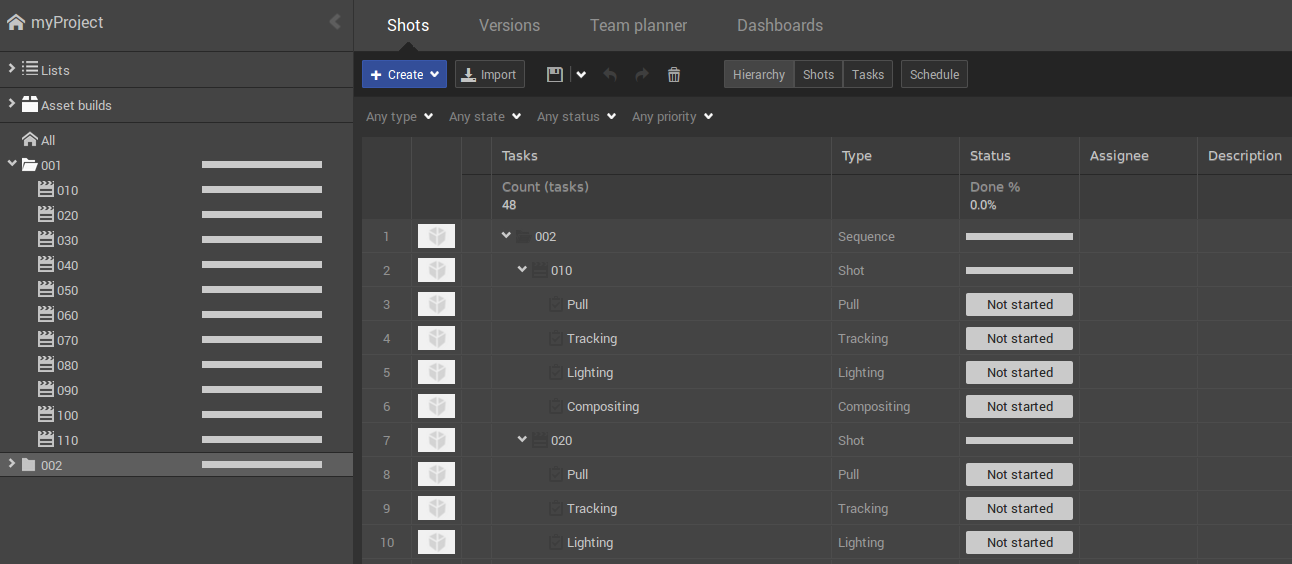 myProject
Shots Versions Team planner Dashboards
Lists
Create Import Hierarchy Shots Tasks Schedule
Asset builds
Any type Any state Any status Any priority
All
001
010
020
030
040
050
060
070
080
090
100
110
002
Tasks Type Status Assignee Description
Count (tasks) Done %
48 0.0%
1 002 Sequence
2 010 Shot
3 Pull Pull Not started
4 Tracking Tracking Not started
5 Lighting Lighting Not started
6 Compositing Compositing Not started
7 020 Shot
8 Pull Pull Not started
9 Tracking Tracking Not started
10 Lighting Lighting Not started